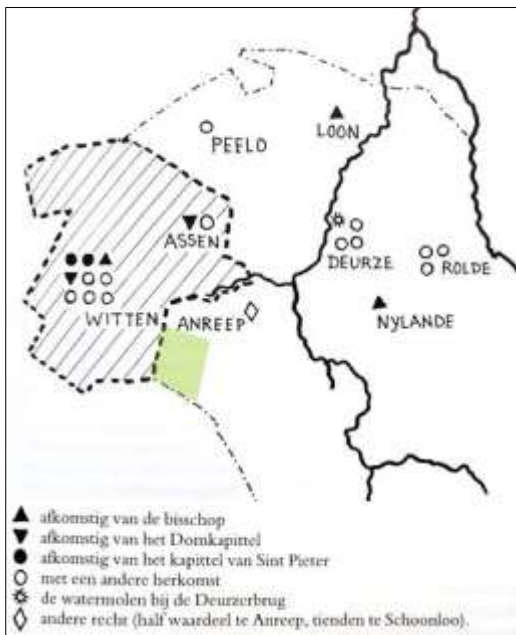 PEELO
LOON
ASSEN
DEURZE
ROLDE
WITTEN
ANREEP
NYLANDE
afkomstig van de bisschop
afkomstig van het Domkapittel
afkomstig van het kapittel van Sint Pieter
met een andere herkomst
de watermolen bij de Deurzerbrug
andere recht (half waardeel te Anreep, tienden te Schoonloo).